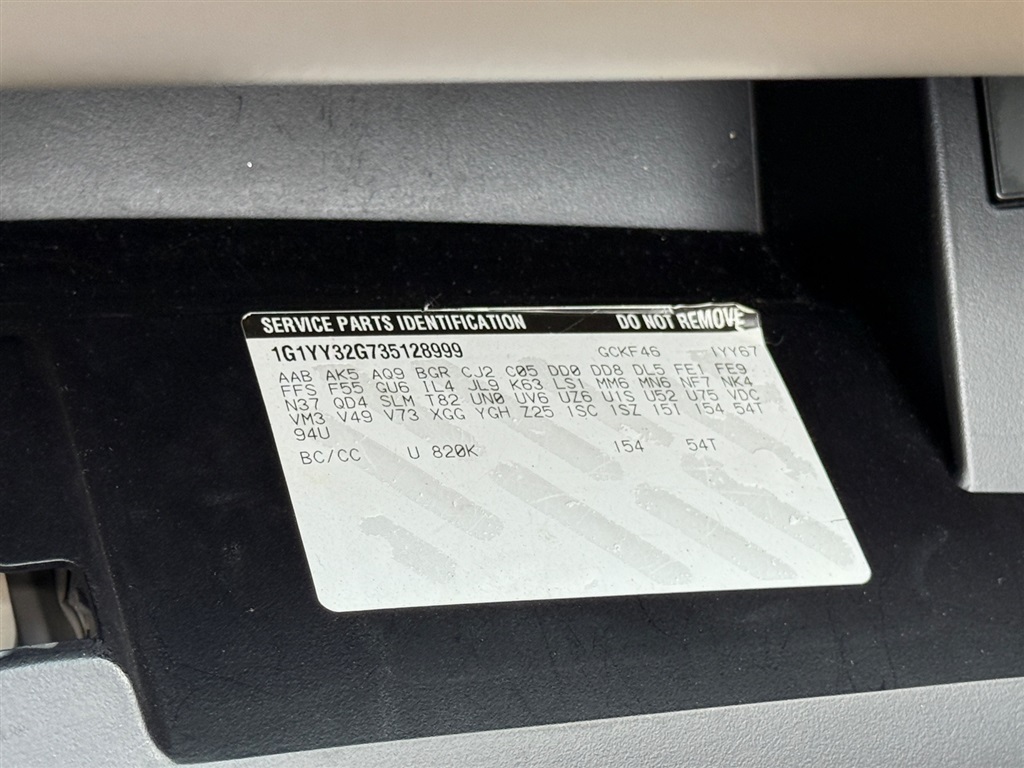 SERVICE PARTS IDENTIFICATION DO NOT REMOVE
1G1YY32G735128999 GCKF46 1YY67
AAB AK5 AQ9 BGR CJ2 C05 DD0 DD8 DL5 FE1 FE9
FFS F55 GU6 IL4 JL9 K63 LS1 MM6 MN6 NF7 NK4
N37 QD4 SLM T82 UN0 UV6 UZ6 U1S U52 U75 VDC
VM3 V49 V73 XGG YGH Z25 1SC 1SZ 15I 154 54T
94U
BC/CC U 820K 154 54T